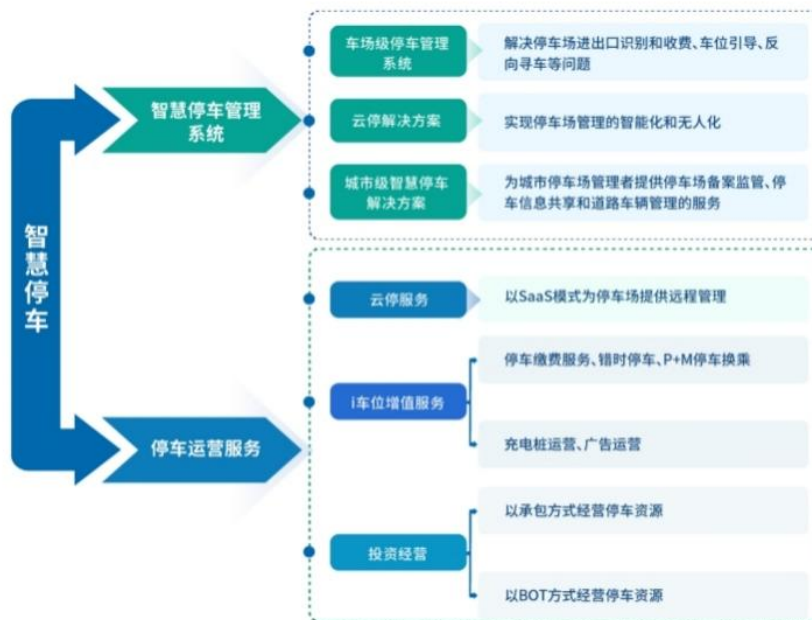 智慧停车
智慧停车管理
系统
车场级停车管理
系统
解决停车场进出口识别和收费、车位引导、反
向寻车等问题
云停解决方案
实现停车场管理的智能化和无人化
城市级智慧停车
解决方案
为城市停车场管理者提供停车场备案监管、停
车信息共享和道路车辆管理的服务
停车运营服务
云停服务
以SaaS模式为停车场提供远程管理
i车位增值服务
停车缴费服务、错时停车、P+M停车换乘
充电桩运营、广告运营
投资经营
以承包方式经营停车资源
以BOT方式经营停车资源